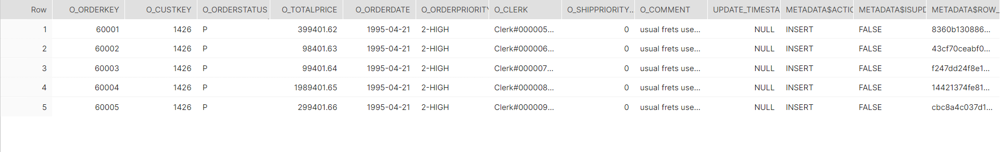 Row O_ORDERKEY O_CUSTKEY O_ORDERSTATUS O_TOTALPRICE O_ORDERDATE O_ORDERPRIORITY O_CLERK O_SHIPPRIORITY... O_COMMENT UPDATE_TIMESTA METADATA$ACTIO METADATA$ISUPD METADATA$ROW_
1 60001 1426 P 399401.62 1995-04-21 2-HIGH Clerk#000005... 0 usual frets use... NULL INSERT FALSE 8360b130886...
2 60002 1426 P 98401.63 1995-04-21 2-HIGH Clerk#000006... 0 usual frets use... NULL INSERT FALSE 43cf70ceabf0...
3 60003 1426 P 99401.64 1995-04-21 2-HIGH Clerk#000007... 0 usual frets use... NULL INSERT FALSE f247dd24f8e1...
4 60004 1426 P 1989401.65 1995-04-21 2-HIGH Clerk#000008... 0 usual frets use... NULL INSERT FALSE 14421374fe81...
5 60005 1426 P 299401.66 1995-04-21 2-HIGH Clerk#000009... 0 usual frets use... NULL INSERT FALSE cbc8a4c037d1...